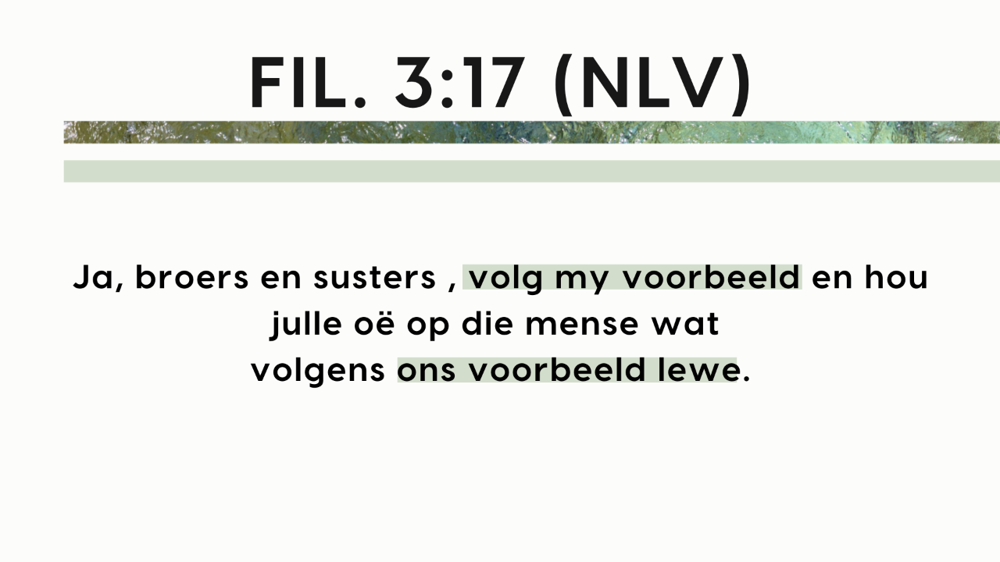 FIL. 3:17 (NLV)
Ja, broers en susters , volg my voorbeeld en hou
julle oë op die mense wat
volgens ons voorbeeld lewe.